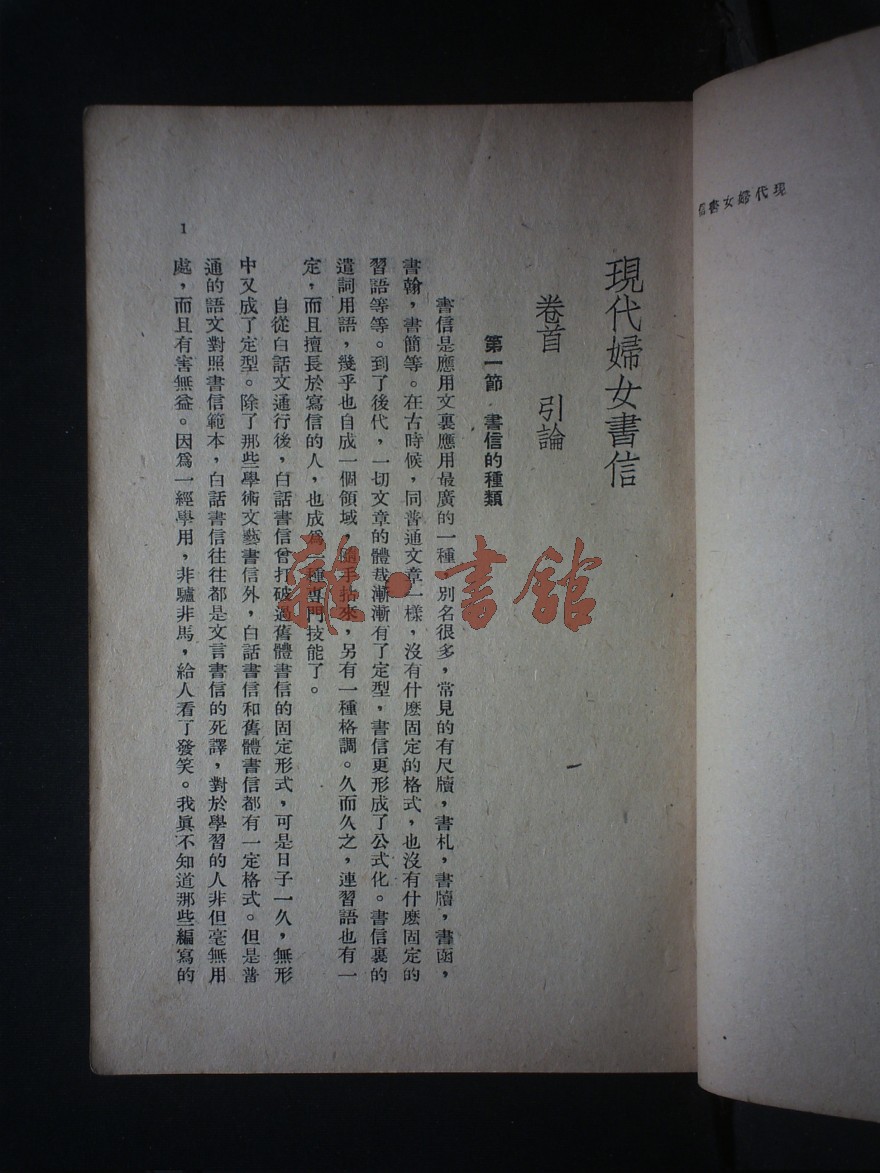 現代婦女書信
現代婦女書信
卷首　引論
第一節　書信的種類
書信是應用文裏應用最廣的一種，別名很多，常見的有尺牘，書札，書牘，書函，
書翰，書簡等。在古時候，同普通文章一樣，沒有什麽固定的格式，也沒有什麽固定的
習語等等。到了後代，一切文章的體裁漸漸有了定型，書信更形成了公式化。書信裏的
遣詞用語，幾乎也自成一個領域，隨手拈來，另有一種格調。久而久之，連習語也有一
定，而且擅長於寫信的人，也成爲一種專門技能了。
自從白話文通行後，白話書信曾打破過舊體書信的固定形式，可是日子一久，無形
中又成了定型。除了那些學術文藝書信外，白話書信和舊體書信都有一定格式。但是普
通的語文對照書信範本，白話書信往往都是文言書信的死譯，對於學習的人非但毫無用
處，而且有害無益。因爲一經學用，非驢非馬，給人看了發笑。我眞不知道那些編寫的
1
雜·書館